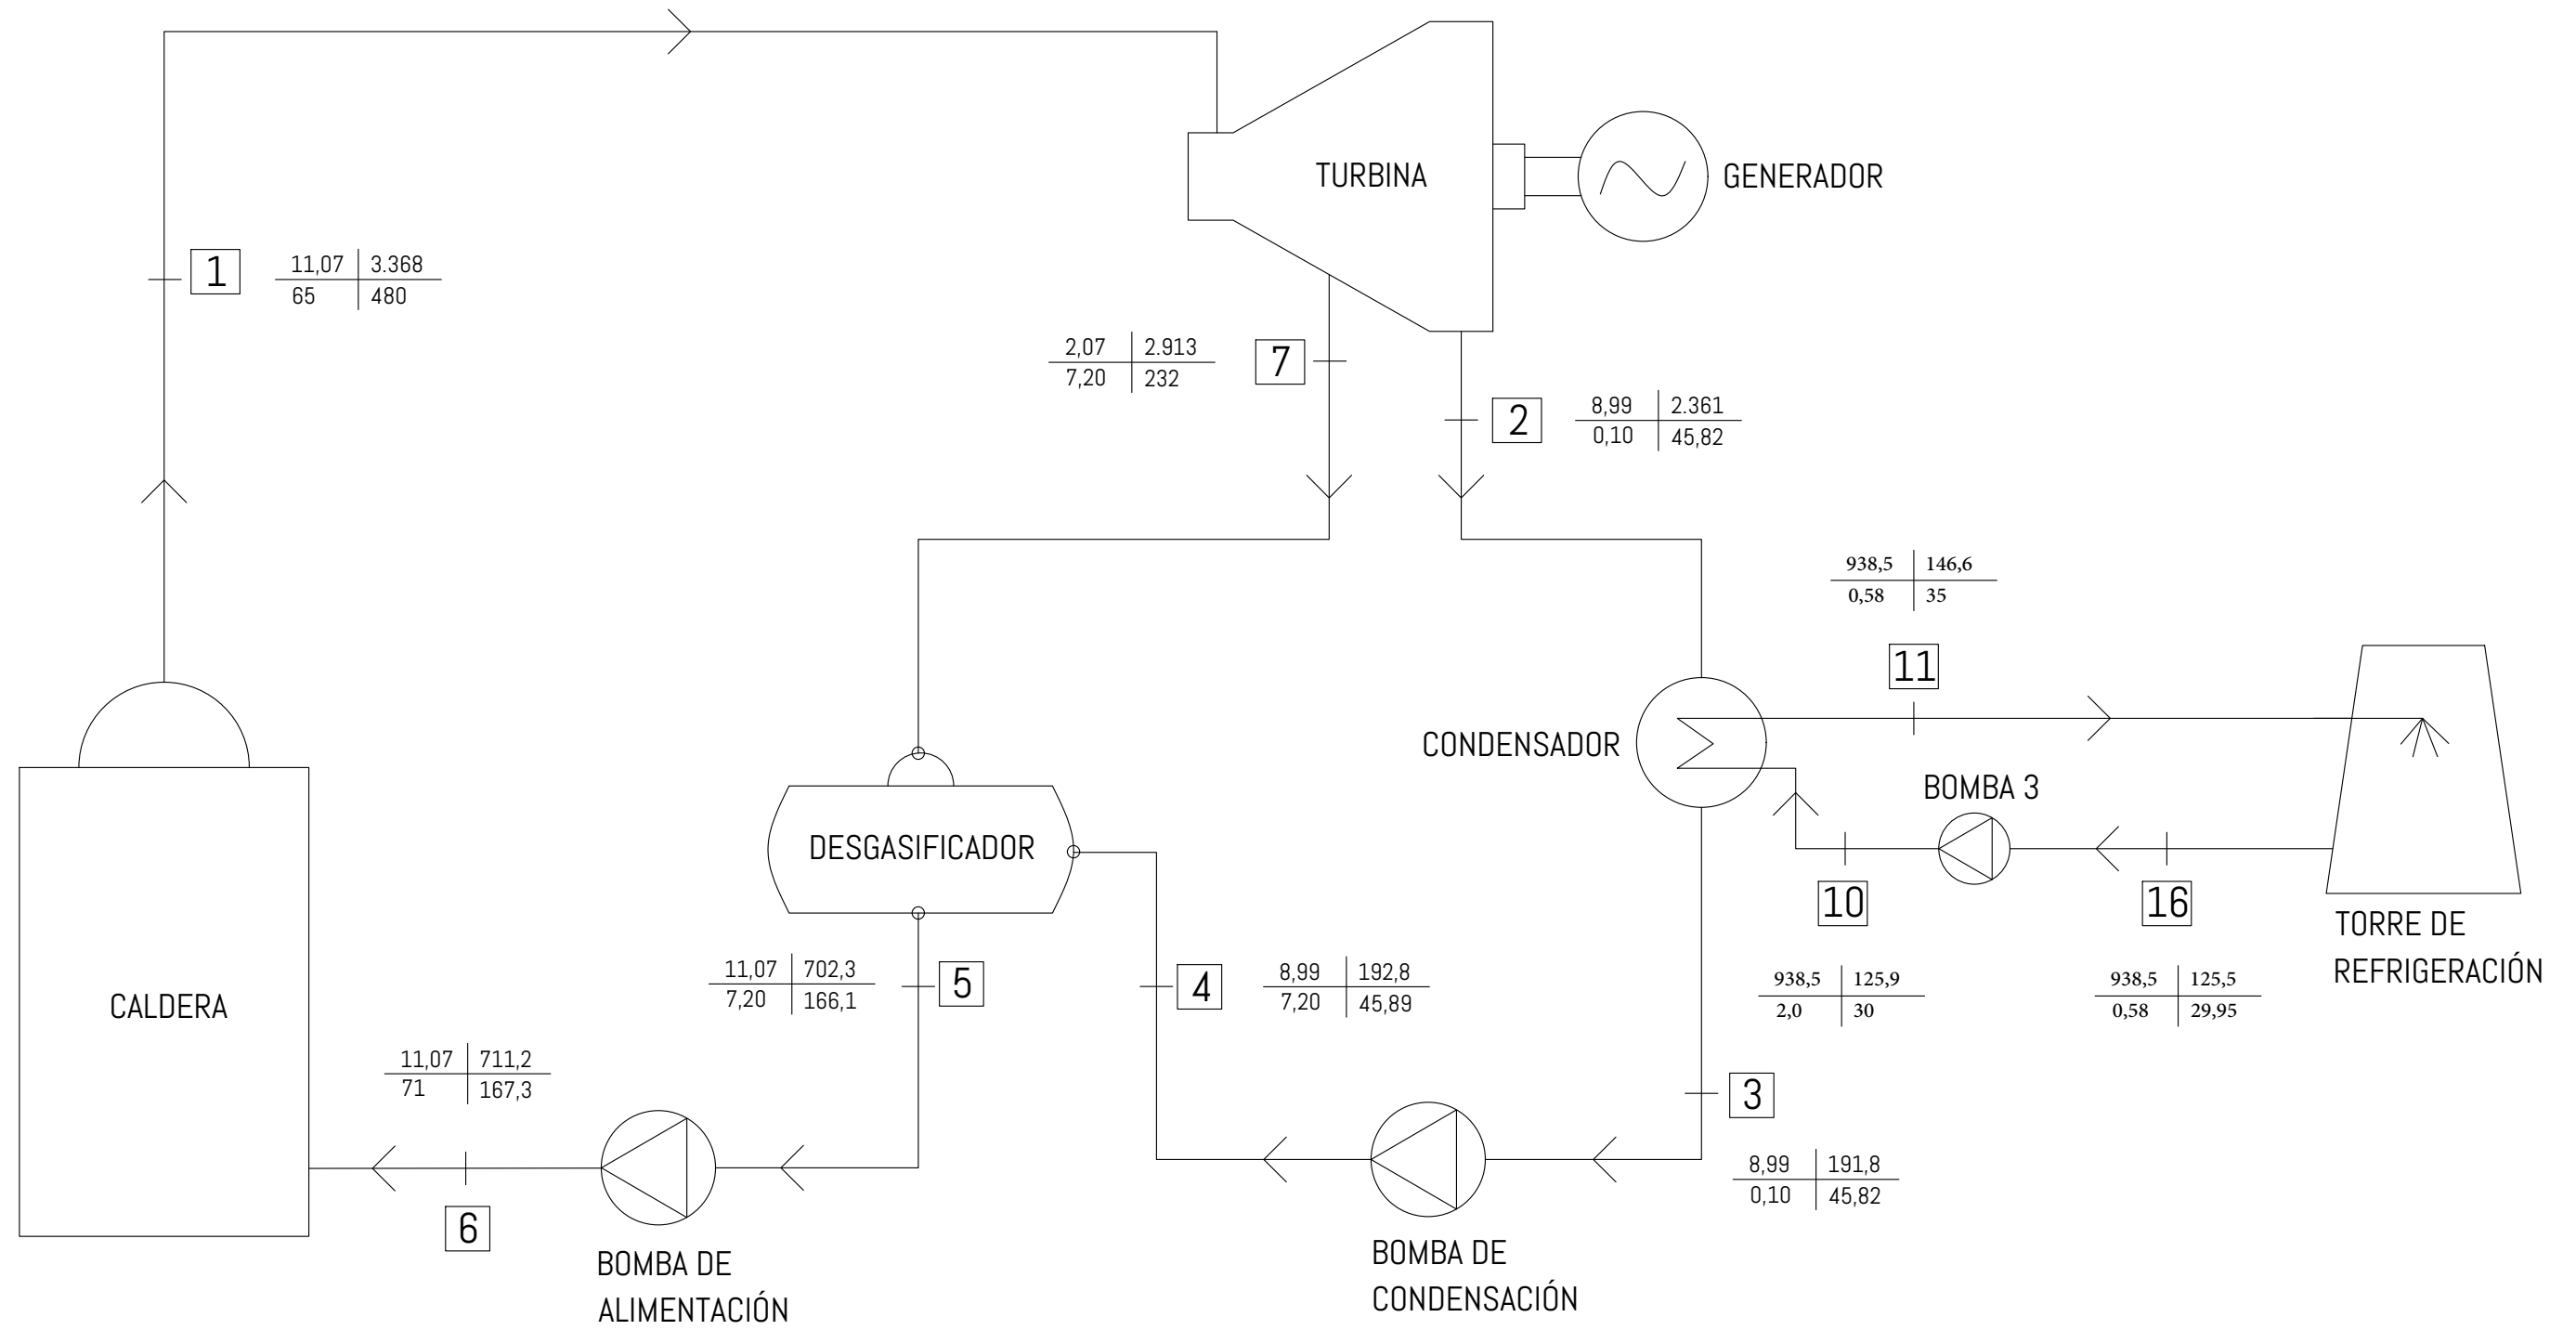 TURBINA
GENERADOR
1
11,07 3.368
65 480
2,07 2.913
7,20 232
7
2
8,99 2.361
0,10 45,82
938,5 146,6
0,58 35
11
CONDENSADOR
BOMBA 3
DESGASIFICADOR
10
16
TORRE DE
REFRIGERACIÓN
938,5 125,9
2,0 30
938,5 125,5
0,58 29,95
11,07 702,3
7,20 166,1
5
4
8,99 192,8
7,20 45,89
CALDERA
11,07 711,2
71 167,3
3
8,99 191,8
0,10 45,82
6
BOMBA DE
ALIMENTACIÓN
BOMBA DE
CONDENSACIÓN